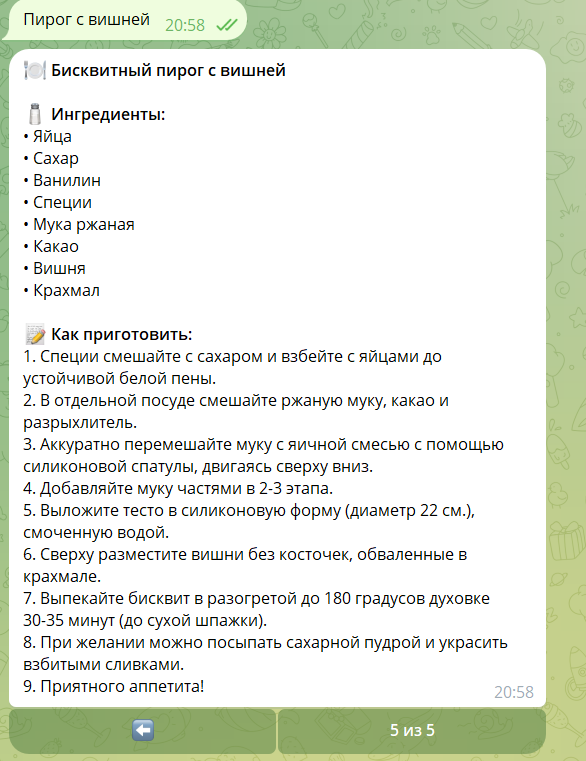 Пирог с вишней 20:58
Бисквитный пирог с вишней
Ингредиенты:
• Яйца
• Сахар
• Ванилин
• Специи
• Мука ржаная
• Какао
• Вишня
• Крахмал
Как приготовить:
1. Специи смешайте с сахаром и взбейте с яйцами до
устойчивой белой пены.
2. В отдельной посуде смешайте ржаную муку, какао и
разрыхлитель.
3. Аккуратно перемешайте муку с яичной смесью с помощью
силиконовой спатулы, двигаясь сверху вниз.
4. Добавляйте муку частями в 2-3 этапа.
5. Выложите тесто в силиконовую форму (диаметр 22 см.),
смоченную водой.
6. Сверху разместите вишни без косточек, обваленные в
крахмале.
7. Выпекайте бисквит в разогретой до 180 градусов духовке
30-35 минут (до сухой шпажки).
8. При желании можно посыпать сахарной пудрой и украсить
взбитыми сливками.
9. Приятного аппетита!
20:58
5 из 5